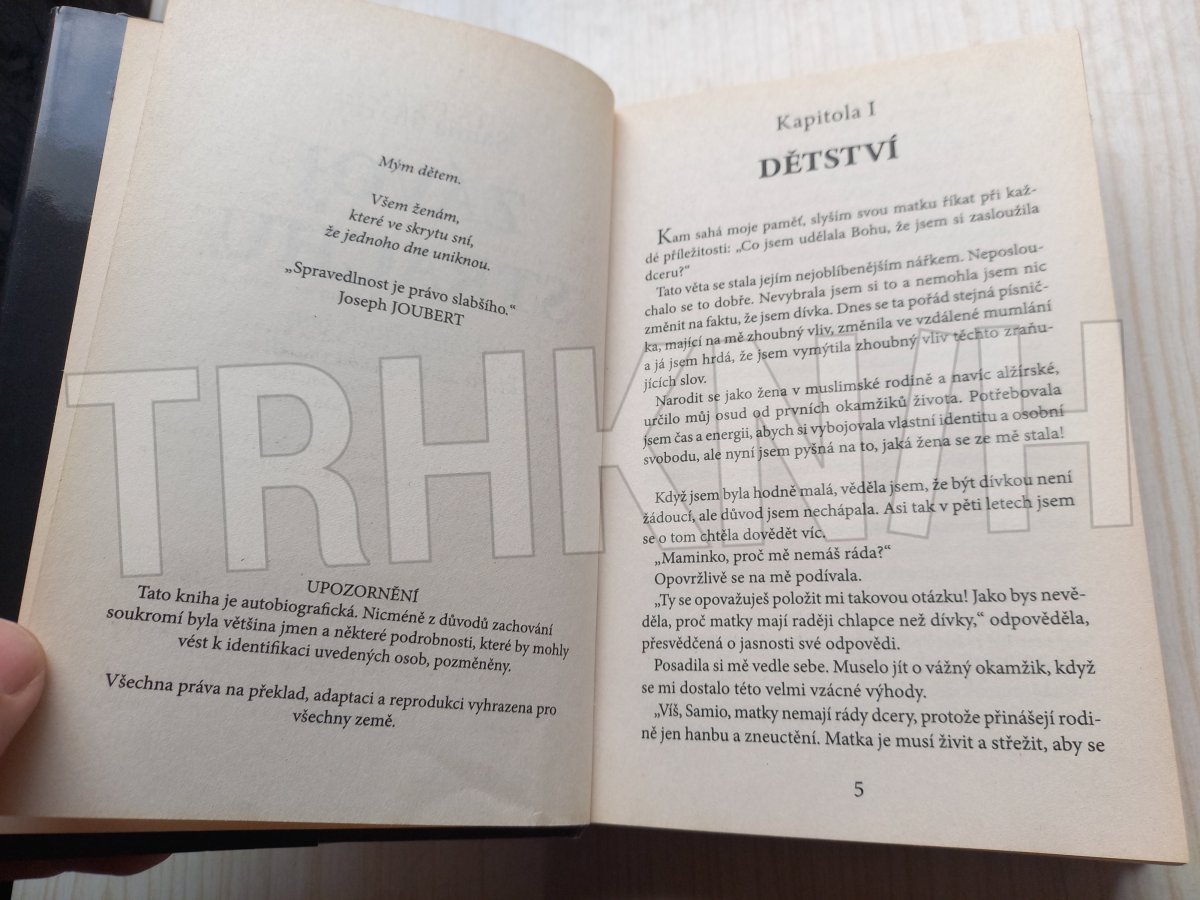 Mým dětem.
Všem ženám,
které ve skrytu sní,
že jednoho dne uniknou.
„Spravedlnost je právo slabšího.“
Joseph JOUBERT
UPOZORNĚNÍ
Tato kniha je autobiografická. Nicméně z důvodů zachování
soukromí byla většina jmen a některé podrobnosti, které by mohly
vést k identifikaci uvedených osob, pozměněny.
Všechna práva na překlad, adaptaci a reprodukci vyhrazena pro
všechny země.
Kapitola I
DĚTSTVÍ
Kam sahá moje paměť, slyším svou matku říkat při kaž-
dé příležitosti: „Co jsem udělala Bohu, že jsem si zasloužila
dceru?“
Tato věta se stala jejím nejoblíbenějším nářkem. Neposlou-
chalo se to dobře. Nevybrala jsem si to a nemohla jsem nic
změnit na faktu, že jsem dívka. Dnes se ta pořád stejná písnič-
ka, mající na mě zhoubný vliv, změnila ve vzdálené mumlání
a já jsem hrdá, že jsem vymýtila zhoubný vliv těchto zraňu-
jících slov.
Narodit se jako žena v muslimské rodině a navíc alžírské,
určilo můj osud od prvních okamžiků života. Potřebovala
jsem čas a energii, abych si vybojovala vlastní identitu a osobní
svobodu, ale nyní jsem pyšná na to, jaká žena se ze mě stala!
Když jsem byla hodně malá, věděla jsem, že být dívkou není
žádoucí, ale důvod jsem nechápala. Asi tak v pěti letech jsem
se o tom chtěla dovědět víc.
„Maminko, proč mě nemáš ráda?“
Opovržlivě se na mě podívala.
„Ty se opovažuješ položit mi takovou otázku! Jako bys nevě-
děla, proč matky mají raději chlapce než dívky,“ odpověděla,
přesvědčená o jasnosti své odpovědi.
Posadila si mě vedle sebe. Muselo jít o vážný okamžik, když
se mi dostalo této velmi vzácné výhody.
„Víš, Samio, matky nemají rády dcery, protože přinášejí rodi-
ně jen hanbu a zneuctění. Matka je musí živit a střežit, aby se
5
TRHKNIH